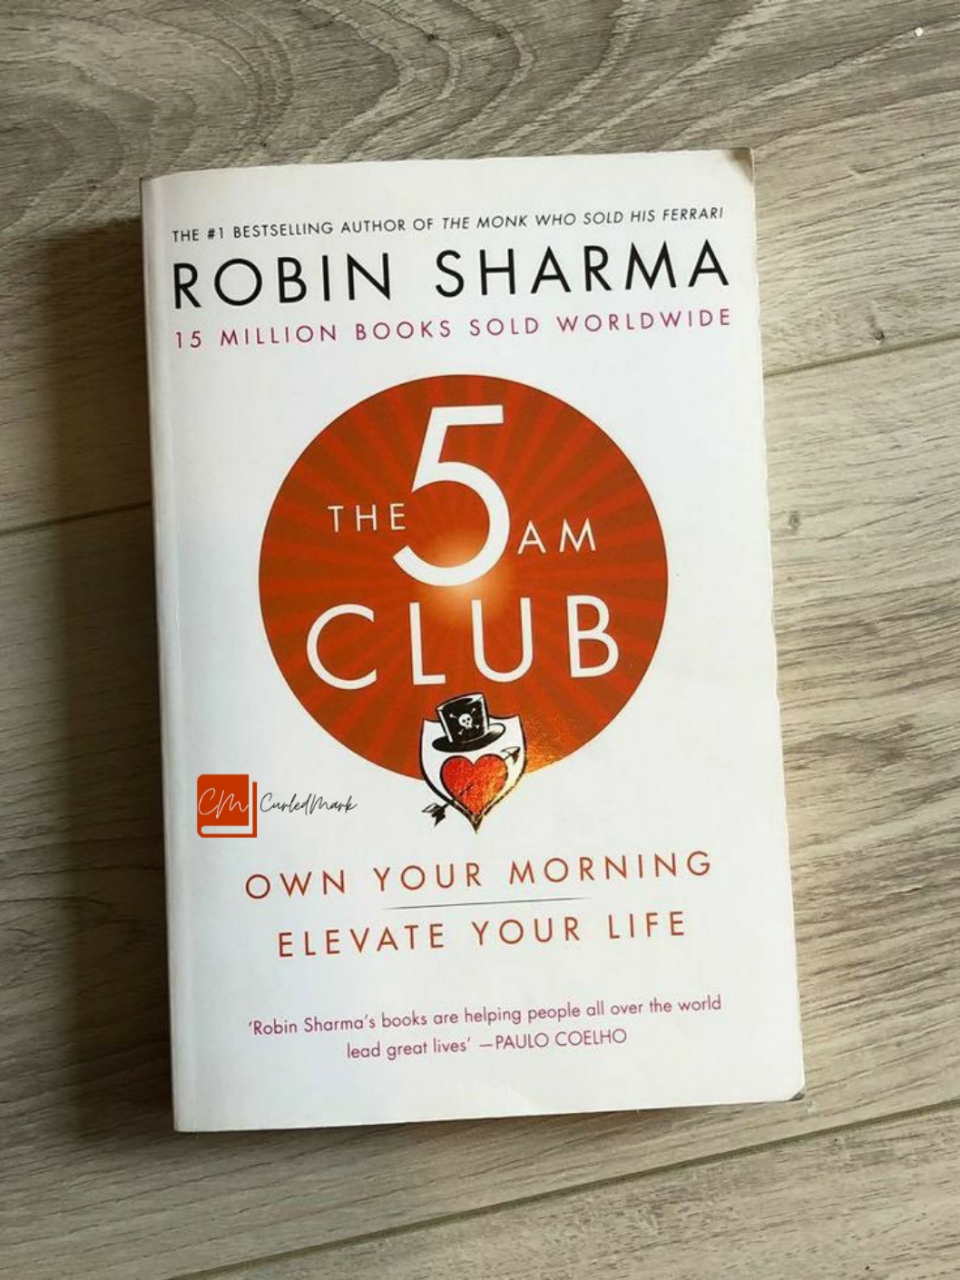 THE #1 BESTSELLING AUTHOR OF THE MONK WHO SOLD HIS FERRARI
ROBIN SHARMA
15 MILLION BOOKS SOLD WORLDWIDE
THE 5 AM
CLUB
CM CurledMark
OWN YOUR MORNING
ELEVATE YOUR LIFE
‘Robin Sharma’s books are helping people all over the world
lead great lives’ —PAULO COELHO